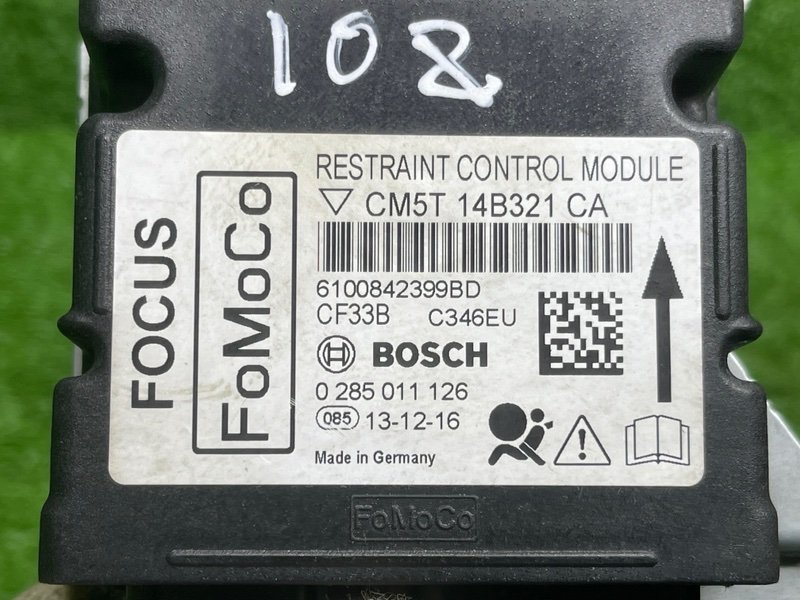 108
FOCUS
FoMoCo
RESTRAINT CONTROL MODULE
CM5T 14B321 CA
6100842399BD
CF33B C346EU
BOSCH
0 285 011 126
085 13-12-16
Made in Germany
FoMoCo